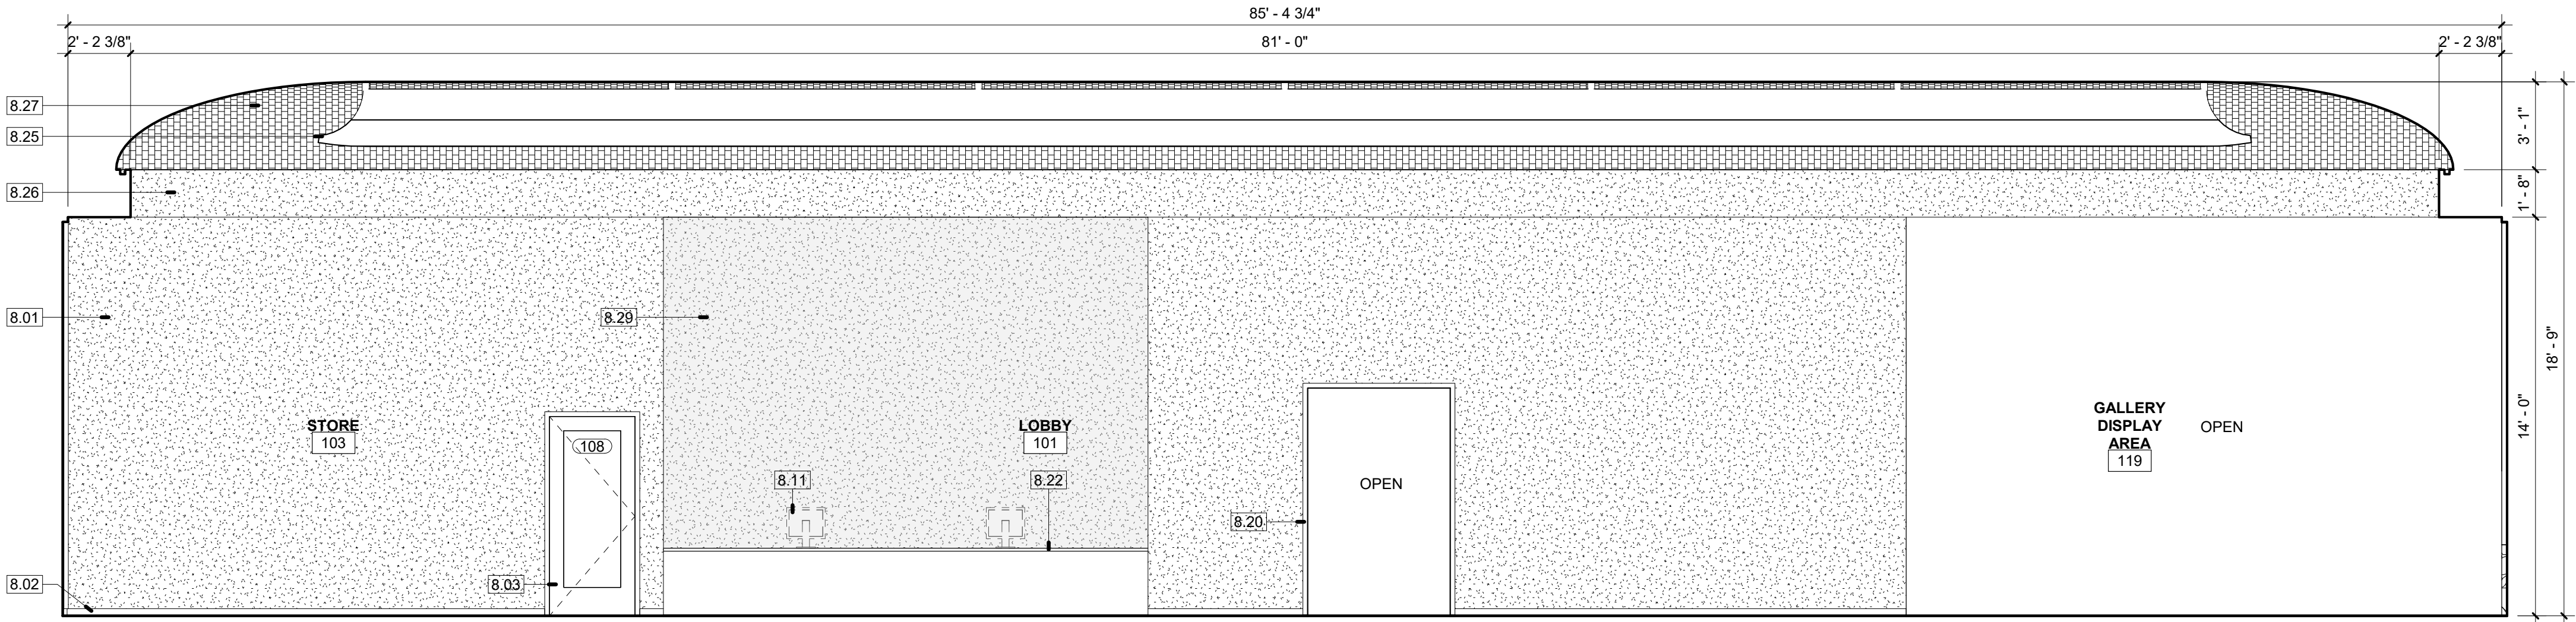 85' - 4 3/4"
2' - 2 3/8"
81' - 0"
2' - 2 3/8"
8.27
8.25
3' - 1"
8.26
1' - 8"
8.01
8.29
18' - 9"
14' - 0"
STORE
103
108
LOBBY
101
GALLERY
DISPLAY
AREA
119
OPEN
8.11
8.22
OPEN
8.20
8.02
8.03